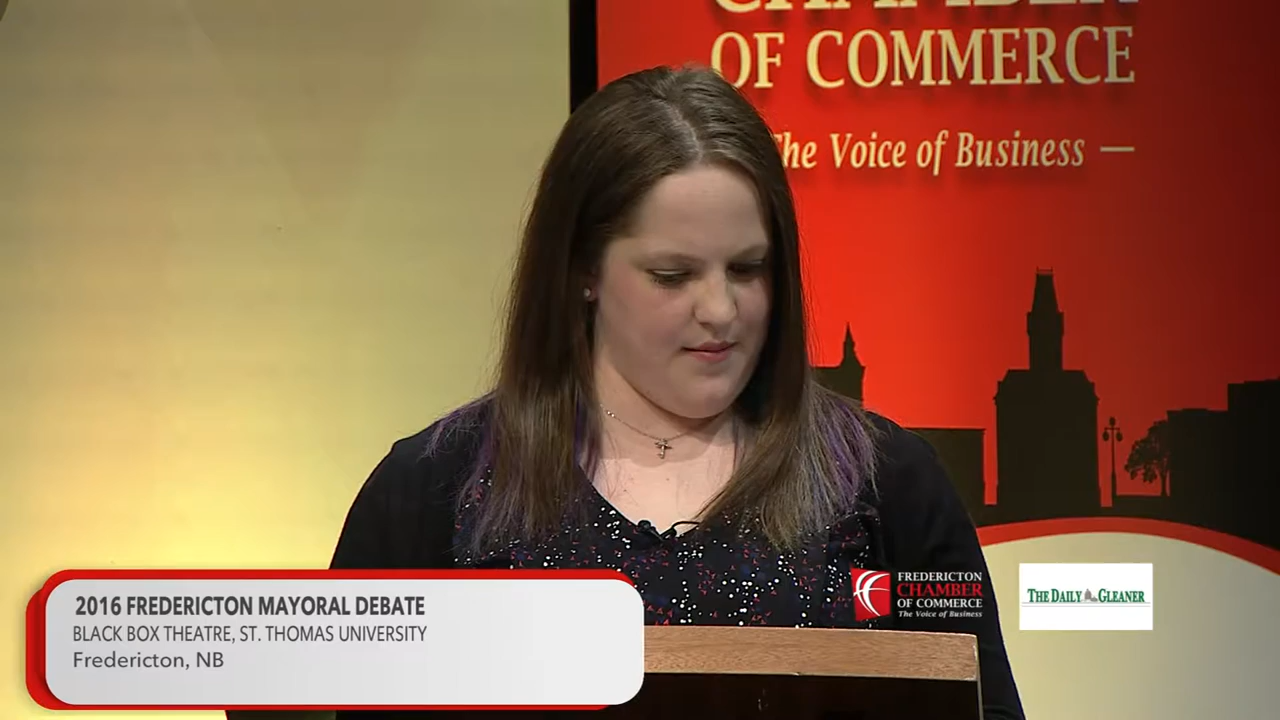 CHAMBER
OF COMMERCE
The Voice of Business —
2016 FREDERICTON MAYORAL DEBATE
BLACK BOX THEATRE, ST. THOMAS UNIVERSITY
Fredericton, NB
FREDERICTON
CHAMBER
OF COMMERCE
The Voice of Business
THE DAILY GLEANER